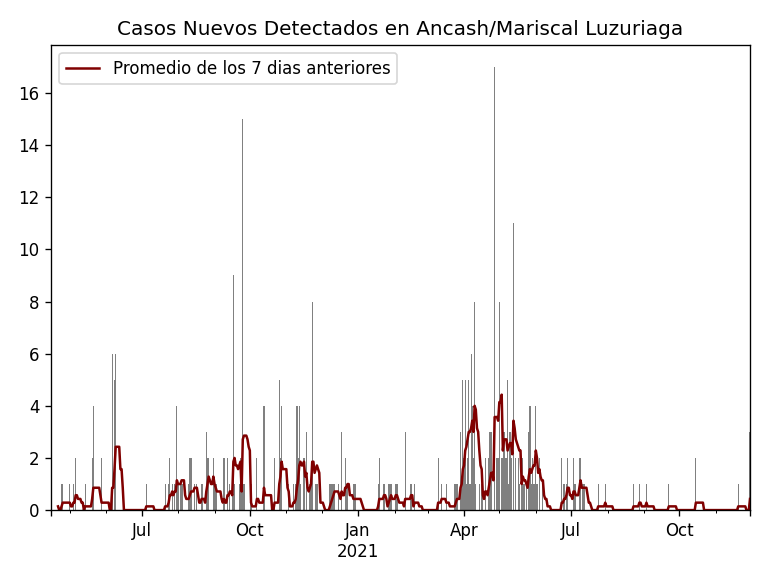 Casos Nuevos Detectados en Ancash/Mariscal Luzuriaga
Promedio de los 7 dias anteriores
16
14
12
10
8
6
4
2
0
Jul
Oct
Jan
Apr
Jul
Oct
2021